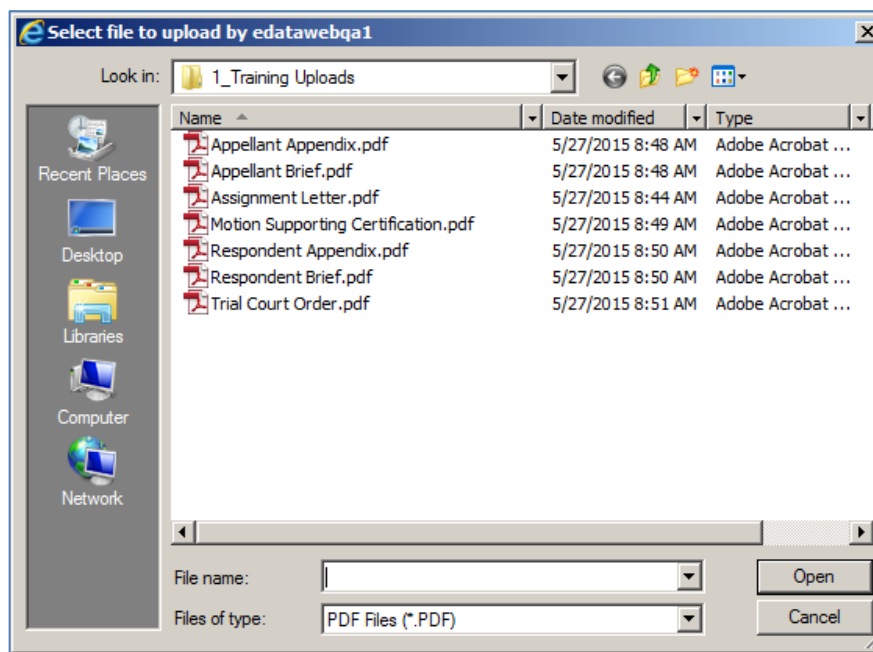 Select file to upload by edatawebqa1
Look in: 1_Training Uploads
Name Date modified Type
Appellant Appendix.pdf 5/27/2015 8:48 AM Adobe Acrobat ...
Appellant Brief.pdf 5/27/2015 8:48 AM Adobe Acrobat ...
Assignment Letter.pdf 5/27/2015 8:44 AM Adobe Acrobat ...
Motion Supporting Certification.pdf 5/27/2015 8:49 AM Adobe Acrobat ...
Respondent Appendix.pdf 5/27/2015 8:50 AM Adobe Acrobat ...
Respondent Brief.pdf 5/27/2015 8:50 AM Adobe Acrobat ...
Trial Court Order.pdf 5/27/2015 8:51 AM Adobe Acrobat ...
Recent Places
Desktop
Libraries
Computer
Network
File name: Open
Files of type: PDF Files (*.PDF) Cancel